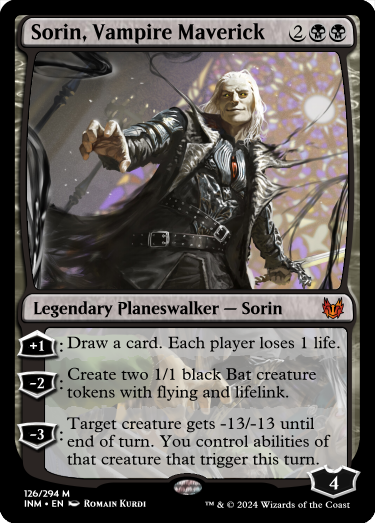 Sorin, Vampire Maverick 2
Legendary Planeswalker — Sorin
+1: Draw a card. Each player loses 1 life.
-2: Create two 1/1 black Bat creature
tokens with flying and lifelink.
-3: Target creature gets -13/-13 until
end of turn. You control abilities of
that creature that trigger this turn.
4
126/294 M
INM • EN Romain Kurdi
™ & © 2024 Wizards of the Coast